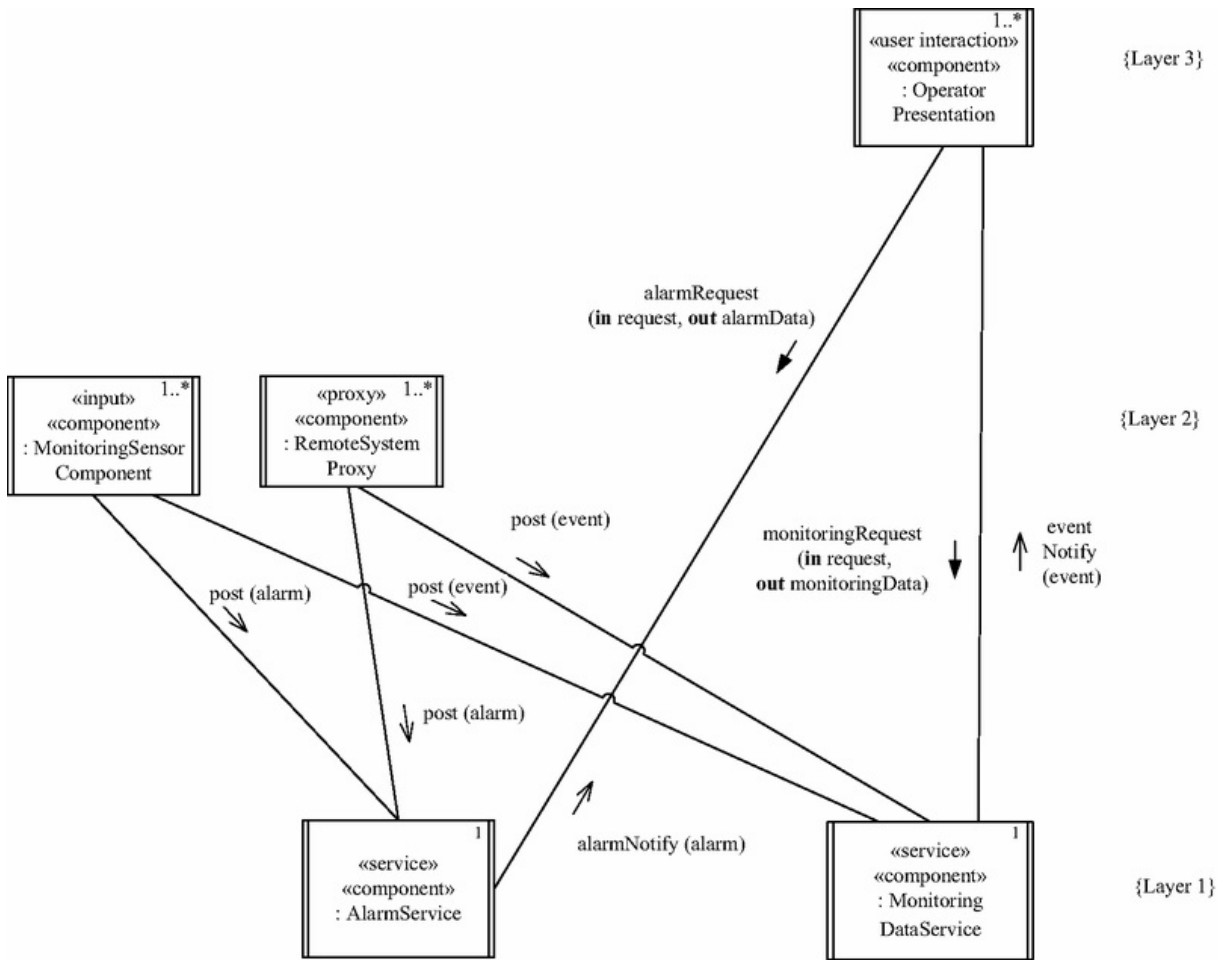 1..*
«user interaction»
«component»
: Operator
Presentation
{Layer 3}
alarmRequest
(in request, out alarmData)
1..*
«input»
«component»
: MonitoringSensor
Component
1..*
«proxy»
«component»
: RemoteSystem
Proxy
{Layer 2}
post (event)
monitoringRequest
(in request,
out monitoringData)
event
Notify
(event)
post (alarm)
post (event)
post (alarm)
alarmNotify (alarm)
1
«service»
«component»
: AlarmService
1
«service»
«component»
: Monitoring
DataService
{Layer 1}